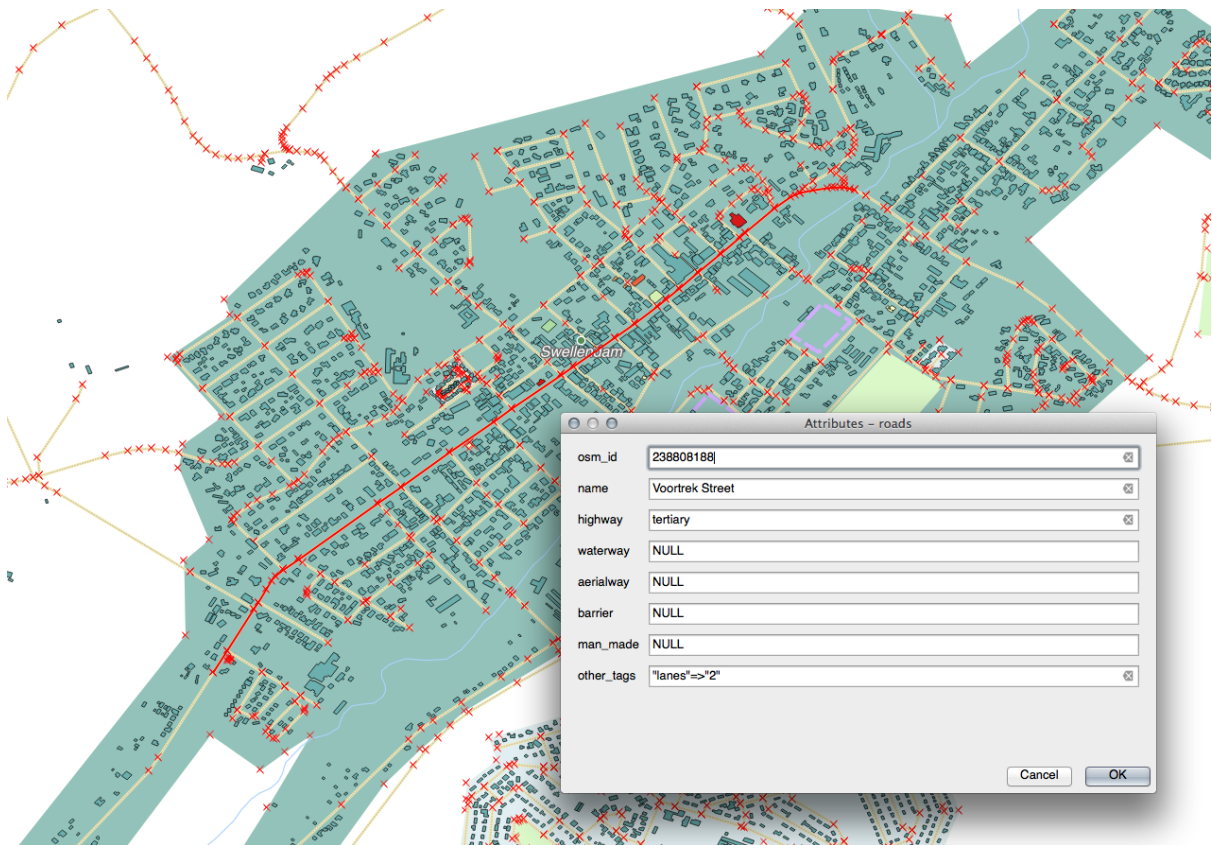 Swellendam
Attributes - roads
osm_id 238808188
name Voortrek Street
highway tertiary
waterway NULL
aerialway NULL
barrier NULL
man_made NULL
other_tags "lanes"=>"2"
Cancel OK